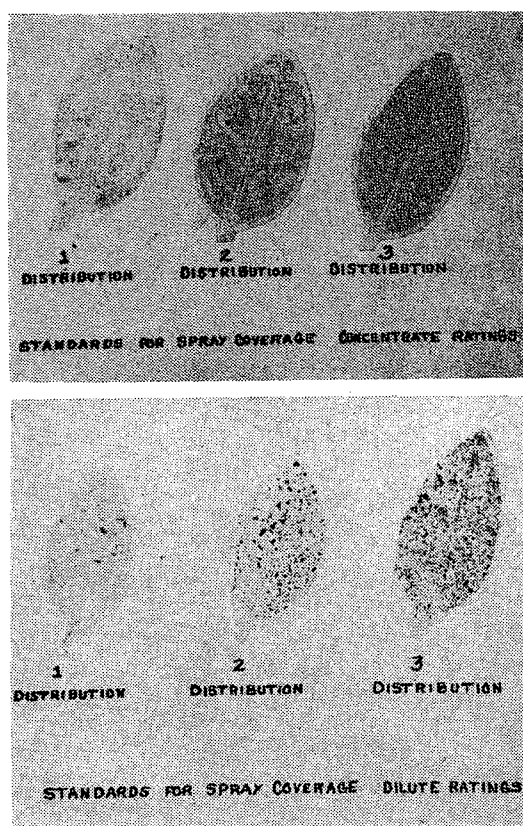 1 2 3
DISTRIBUTION DISTRIBUTION DISTRIBUTION
STANDARDS FOR SPRAY COVERAGE CONCENTRATE RATINGS
1 2 3
DISTRIBUTION DISTRIBUTION DISTRIBUTION
STANDARDS FOR SPRAY COVERAGE DILUTE RATINGS